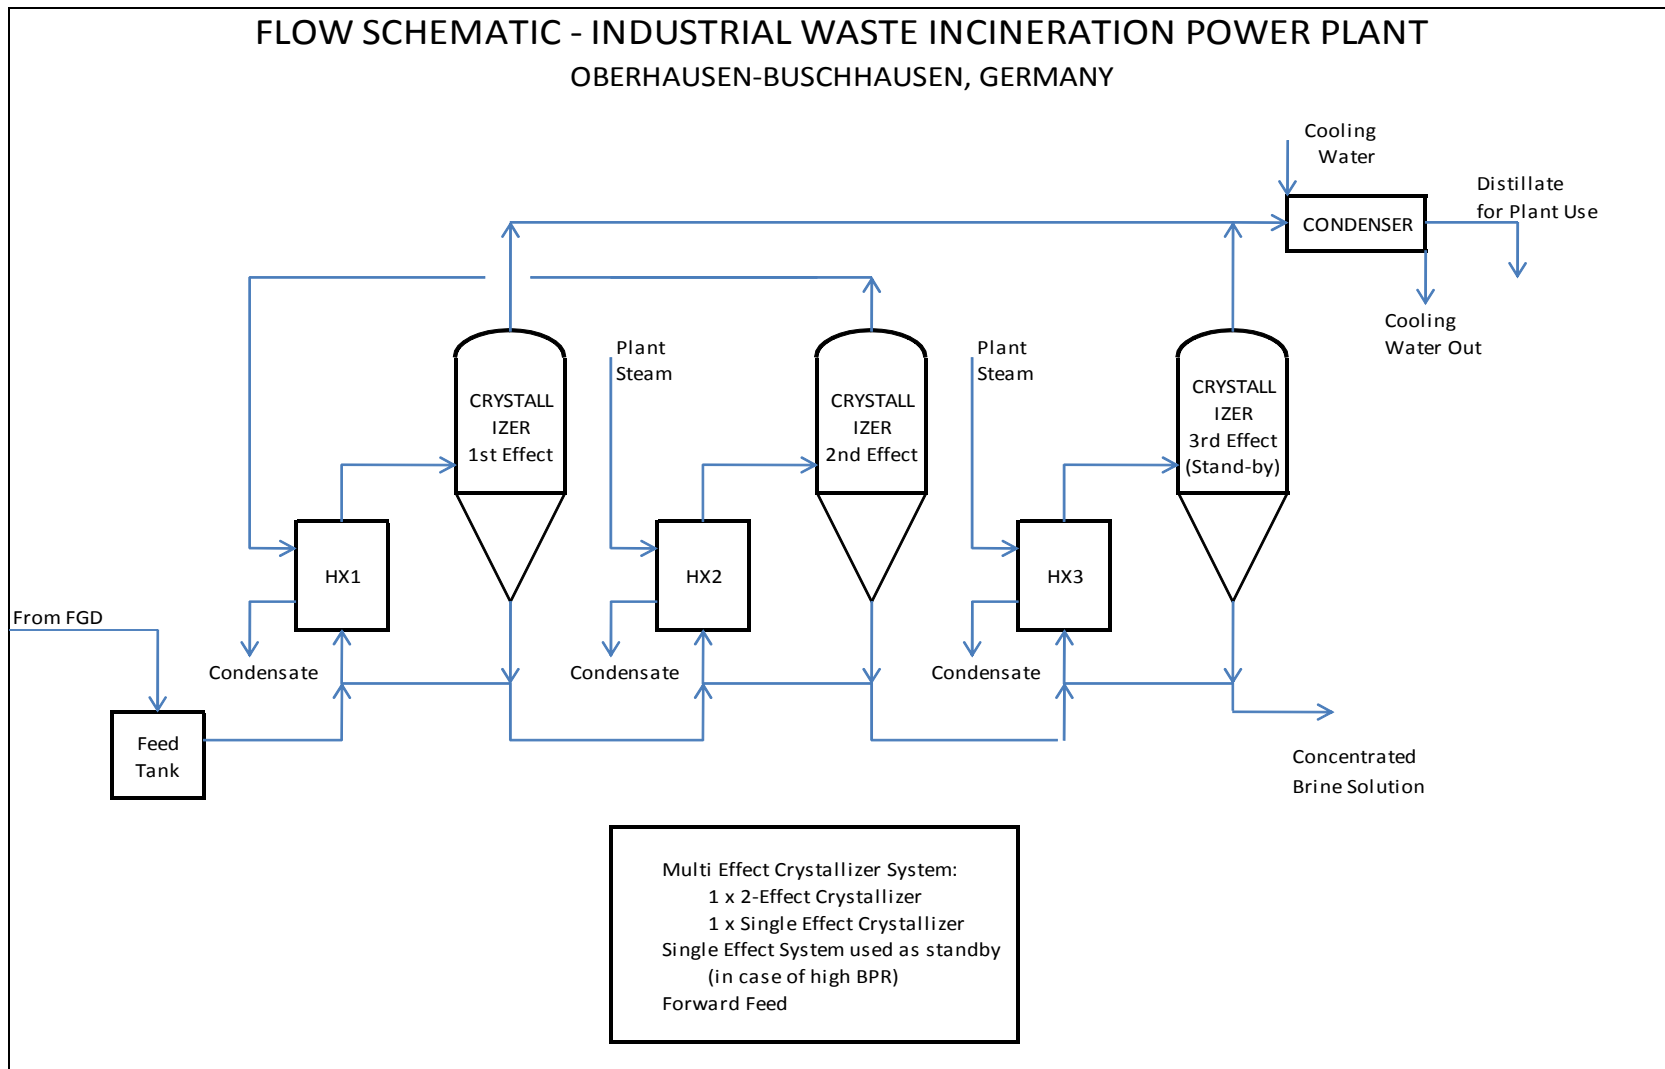 FLOW SCHEMATIC - INDUSTRIAL WASTE INCINERATION POWER PLANT
OBERHAUSEN-BUSCHHAUSEN, GERMANY
Cooling
Water
CONDENSER
Distillate
for Plant Use
Cooling
Water Out
CRYSTALL
IZER
1st Effect
Plant
Steam
CRYSTALL
IZER
2nd Effect
Plant
Steam
CRYSTALL
IZER
3rd Effect
(Stand-by)
HX1
HX2
HX3
From FGD
Condensate
Condensate
Condensate
Feed
Tank
Concentrated
Brine Solution
Multi Effect Crystallizer System:
1 x 2-Effect Crystallizer
1 x Single Effect Crystallizer
Single Effect System used as standby
(in case of high BPR)
Forward Feed